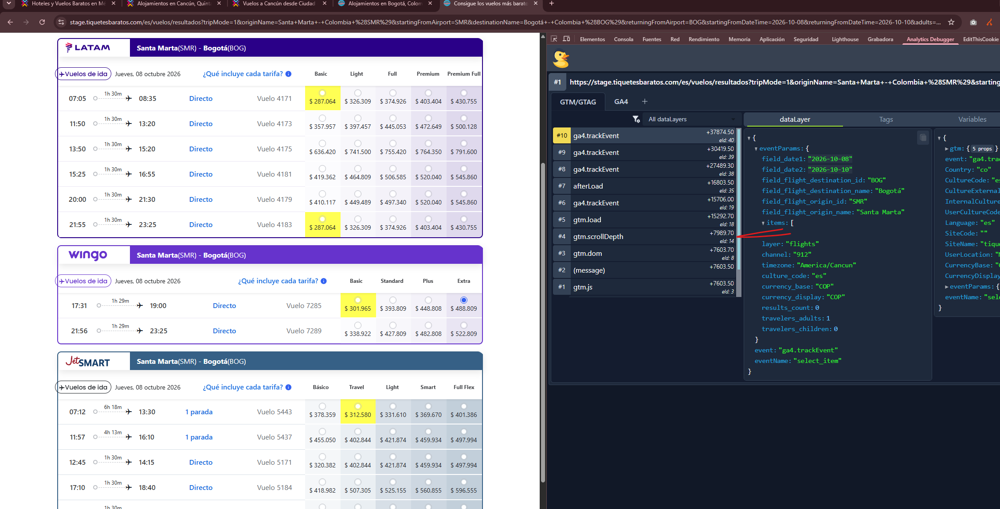 Hoteles y Vuelos Baratos en Mé
Alojamientos en Cancún, Quinta
Vuelos a Cancún desde Ciudad
Alojamientos en Bogotá, Colom
Consigue los vuelos más barato
stage.tiquetesbaratos.com/es/vuelos/resultados?tripMode=1&originName=Santa+Marta+-+Colombia+%28SMR%29&startingFromAirport=SMR&destinationName=Bogotá+-+Colombia+%28BOG%29&returningFromAirport=BOG&startingFromDateTime=2026-10-08&returningFromDateTime=2026-10-10&adults=...
LATAM
Santa Marta(SMR) - Bogotá(BOG)
Vuelos de ida Jueves, 08 octubre 2026 ¿Qué incluye cada tarifa? Basic Light Full Premium Premium Full
07:05 1h 30m 08:35 Directo Vuelo 4171 $ 287.064 $ 326.309 $ 374.926 $ 403.404 $ 430.755
11:50 1h 30m 13:20 Directo Vuelo 4173 $ 357.957 $ 397.457 $ 445.053 $ 472.649 $ 500.128
13:50 1h 30m 15:20 Directo Vuelo 4175 $ 636.420 $ 741.500 $ 755.420 $ 764.350 $ 791.600
15:25 1h 30m 16:55 Directo Vuelo 4181 $ 419.362 $ 464.809 $ 506.585 $ 520.040 $ 545.860
20:00 1h 30m 21:30 Directo Vuelo 4179 $ 410.117 $ 449.489 $ 497.340 $ 520.040 $ 545.860
21:55 1h 30m 23:25 Directo Vuelo 4183 $ 287.064 $ 326.309 $ 374.926 $ 403.404 $ 430.755
wingo
Santa Marta(SMR) - Bogotá(BOG)
Vuelos de ida Jueves, 08 octubre 2026 ¿Qué incluye cada tarifa? Basic Standard Plus Extra
17:31 1h 29m 19:00 Directo Vuelo 7285 $ 301.965 $ 393.809 $ 448.808 $ 488.809
21:56 1h 29m 23:25 Directo Vuelo 7289 $ 338.922 $ 427.809 $ 482.808 $ 522.809
JetSMART
Santa Marta(SMR) - Bogotá(BOG)
Vuelos de ida Jueves, 08 octubre 2026 ¿Qué incluye cada tarifa? Básico Travel Light Smart Full Flex
07:12 6h 18m 13:30 1 parada Vuelo 5443 $ 378.359 $ 312.580 $ 331.610 $ 369.670 $ 401.386
11:57 4h 13m 16:10 1 parada Vuelo 5437 $ 455.050 $ 402.844 $ 421.874 $ 459.934 $ 497.994
12:45 1h 30m 14:15 Directo Vuelo 5171 $ 320.382 $ 402.844 $ 421.874 $ 459.934 $ 497.994
17:10 1h 30m 18:40 Directo Vuelo 5184 $ 418.982 $ 507.305 $ 525.155 $ 560.855 $ 596.555
1h 30m
Elementos Consola Fuentes Red Rendimiento Memoria Aplicación Seguridad Lighthouse Grabadora Analytics Debugger EditThisCookie
#1 https://stage.tiquetesbaratos.com/es/vuelos/resultados?tripMode=1&originName=Santa+Marta+-+Colombia+%28SMR%29&starting
GTM/GTAG GA4 +
All dataLayers
#10 ga4.trackEvent +37874.50 eId: 40
#9 ga4.trackEvent +30419.50 eId: 39
#8 ga4.trackEvent +27489.30 eId: 38
#7 afterLoad +16803.50 eId: 35
#6 ga4.trackEvent +15706.00 eId: 19
#5 gtm.load +15292.70 eId: 18
#4 gtm.scrollDepth +7989.70 eId: 14
#3 gtm.dom +7603.70 eId: 8
#2 (message) +7603.50
#1 gtm.js +7603.50 eId: 3
dataLayer Tags Variables
{
eventParams: {
field_date1: "2026-10-08"
field_date2: "2026-10-10"
field_flight_destination_id: "BOG"
field_flight_destination_name: "Bogotá"
field_flight_origin_id: "SMR"
field_flight_origin_name: "Santa Marta"
items: [
layer: "flights"
channel: "912"
timezone: "America/Cancun"
culture_code: "es"
currency_base: "COP"
currency_display: "COP"
results_count: 0
travelers_adults: 1
travelers_children: 0
}
event: "ga4.trackEvent"
eventName: "select_item"
}
{
gtm: { 5 props }
event: "ga4.trac
Country: "co"
CultureCode: "es
CultureExternal
InternalCulture
UserCultureCode
Language: "es"
SiteCode: ""
SiteName: "tique
UserLocation: "M
CurrencyBase: "C
CurrencyDisplay
eventParams: {
eventName: "sele
}